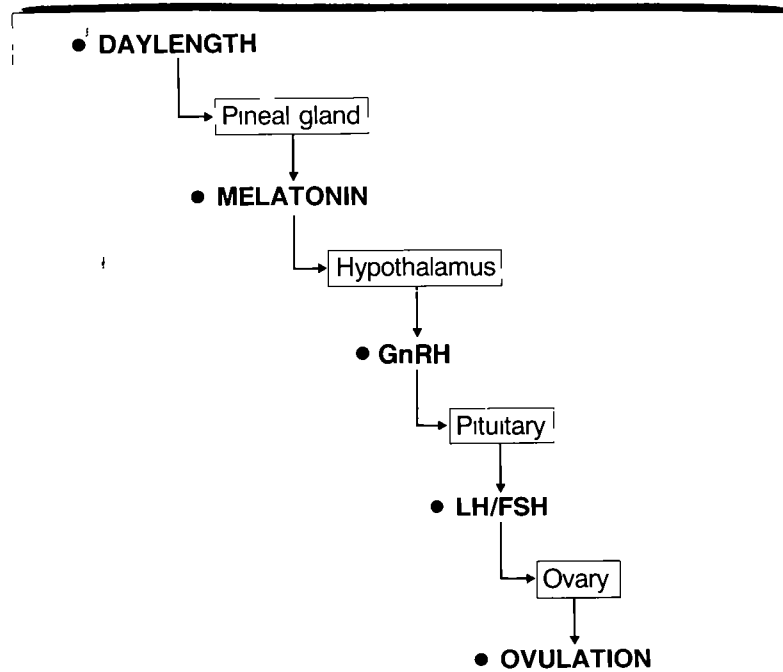 ● DAYLENGTH
Pineal gland
● MELATONIN
Hypothalamus
● GnRH
Pituitary
● LH/FSH
Ovary
● OVULATION